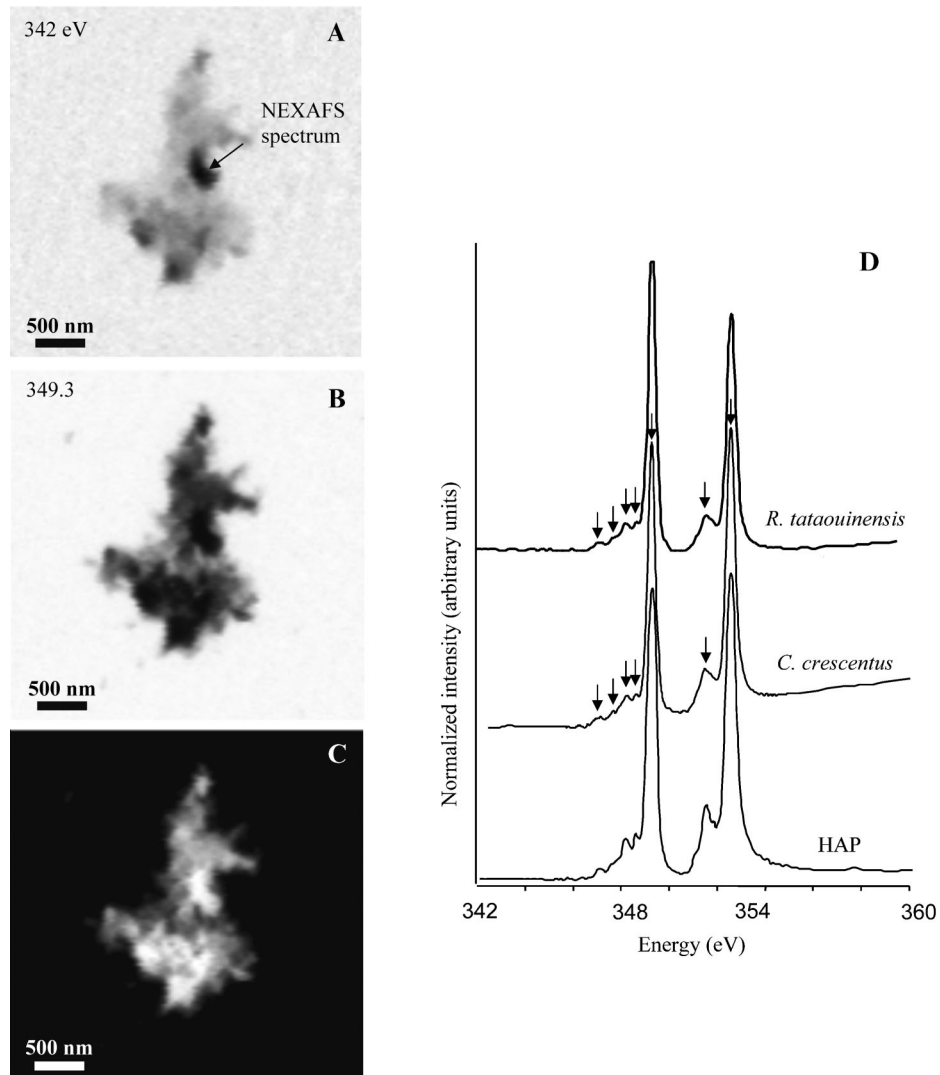 342 eV
A
NEXAFS
spectrum
500 nm
349.3
B
500 nm
C
500 nm
D
Normalized intensity (arbitrary units)
R. tataouinensis
C. crescentus
HAP
342
348
354
360
Energy (eV)